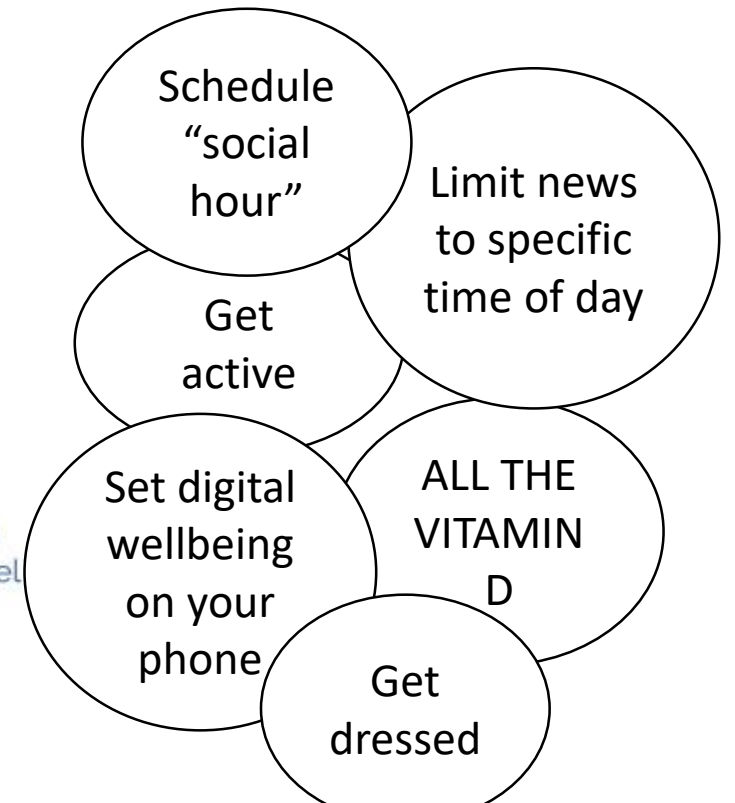 Schedule
“social
hour”
Limit news
to specific
time of day
Get
active
Set digital
wellbeing
on your
phone
ALL THE
VITAMIN
D
Get
dressed